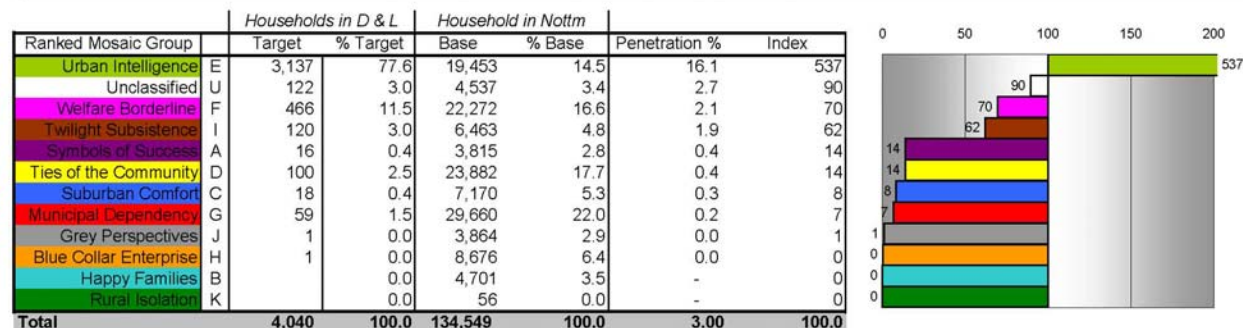 Households in D & L Household in Nottm
Ranked Mosaic Group Target % Target Base % Base Penetration % Index
Urban Intelligence E 3,137 77.6 19,453 14.5 16.1 537
Unclassified U 122 3.0 4,537 3.4 2.7 90
Welfare Borderline F 466 11.5 22,272 16.6 2.1 70
Twilight Subsistence I 120 3.0 6,463 4.8 1.9 62
Symbols of Success A 16 0.4 3,815 2.8 0.4 14
Ties of the Community D 100 2.5 23,882 17.7 0.4 14
Suburban Comfort C 18 0.4 7,170 5.3 0.3 8
Municipal Dependency G 59 1.5 29,660 22.0 0.2 7
Grey Perspectives J 1 0.0 3,864 2.9 0.0 1
Blue Collar Enterprise H 1 0.0 8,676 6.4 0.0 0
Happy Families B 0.0 4,701 3.5 - 0
Rural Isolation K 0.0 56 0.0 - 0
Total 4,040 100.0 134,549 100.0 3.00 100.0
0 50 100 150 200
537
90
70
62
14
14
8
7
1
0
0
0